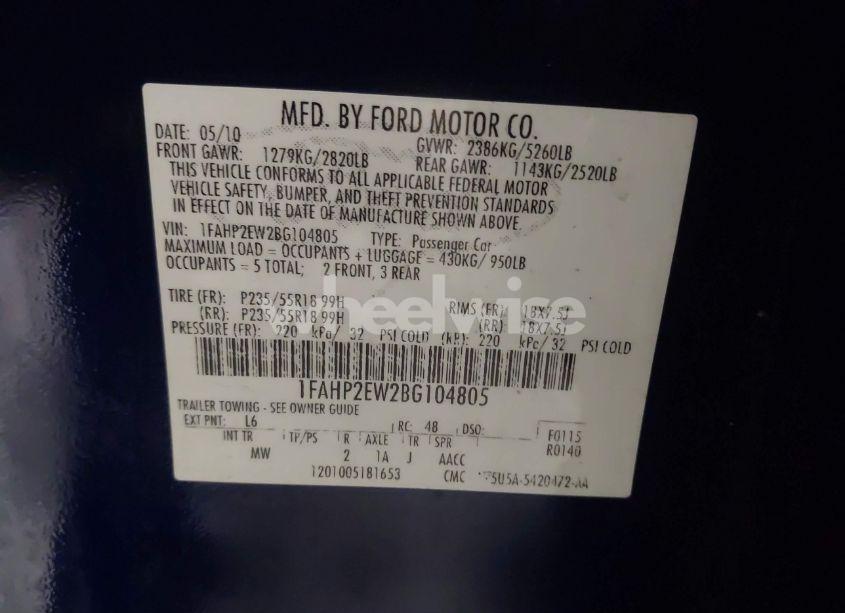 MFD. BY FORD MOTOR CO.
DATE: 05/10 GVWR: 2386KG/5260LB
FRONT GAWR: 1279KG/2820LB REAR GAWR: 1143KG/2520LB
THIS VEHICLE CONFORMS TO ALL APPLICABLE FEDERAL MOTOR
VEHICLE SAFETY, BUMPER, AND THEFT PREVENTION STANDARDS
IN EFFECT ON THE DATE OF MANUFACTURE SHOWN ABOVE.
VIN: 1FAHP2EW2BG104805 TYPE: Passenger Car
MAXIMUM LOAD = OCCUPANTS + LUGGAGE = 430KG/ 950LB
OCCUPANTS = 5 TOTAL; 2 FRONT, 3 REAR
wheelwise
TIRE (FR): P235/55R18 99H RIMS (FR): 18X7.5J
(RR): P235/55R18 99H (RR): 18X7.5J
PRESSURE (FR): 220 kPa/ 32 PSI COLD (RR): 220 kPc/ 32 PSI COLD
1FAHP2EW2BG104805
TRAILER TOWING - SEE OWNER GUIDE
EXT PNT: L6 RC: 48 DSO: F0115
INT TR TP/PS R AXLE TR SPR R0140
MW 2 1A J AACC
1201005181653 CMC 5U5A-5420472-AA